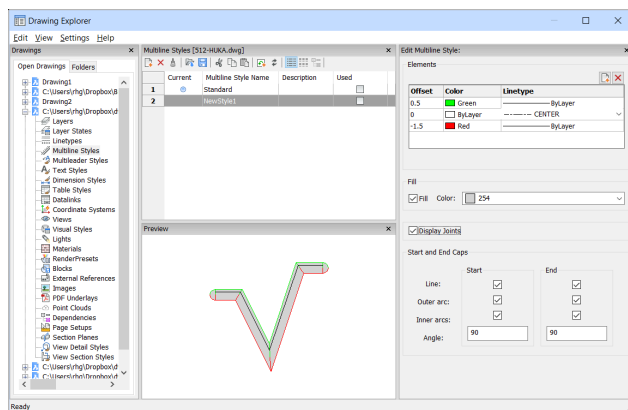 Drawing Explorer
Edit View Settings Help
Drawings
Open Drawings Folders
Drawing1
C:\Users\rhg\Dropbox\B
Drawing2
C:\Users\rhg\Dropbox\d
Layers
Layer States
Linetypes
Multiline Styles
Multileader Styles
Text Styles
Dimension Styles
Table Styles
Datalinks
Coordinate Systems
Views
Visual Styles
Lights
Materials
RenderPresets
Blocks
External References
Images
PDF Underlays
Point Clouds
Dependencies
Page Setups
Section Planes
View Detail Styles
View Section Styles
C:\Users\rhg\Dropbox\d
C:\Users\rhg\Dropbox\d
Multiline Styles [512-HUKA.dwg]
Current Multiline Style Name Description Used
1 Standard
2 NewStyle1
Preview
Edit Multiline Style:
Elements
Offset Color Linetype
0.5 Green ByLayer
0 ByLayer CENTER
-1.5 Red ByLayer
Fill
Fill Color: 254
Display Joints
Start and End Caps
Start End
Line:
Outer arc:
Inner arcs:
Angle: 90 90
Ready